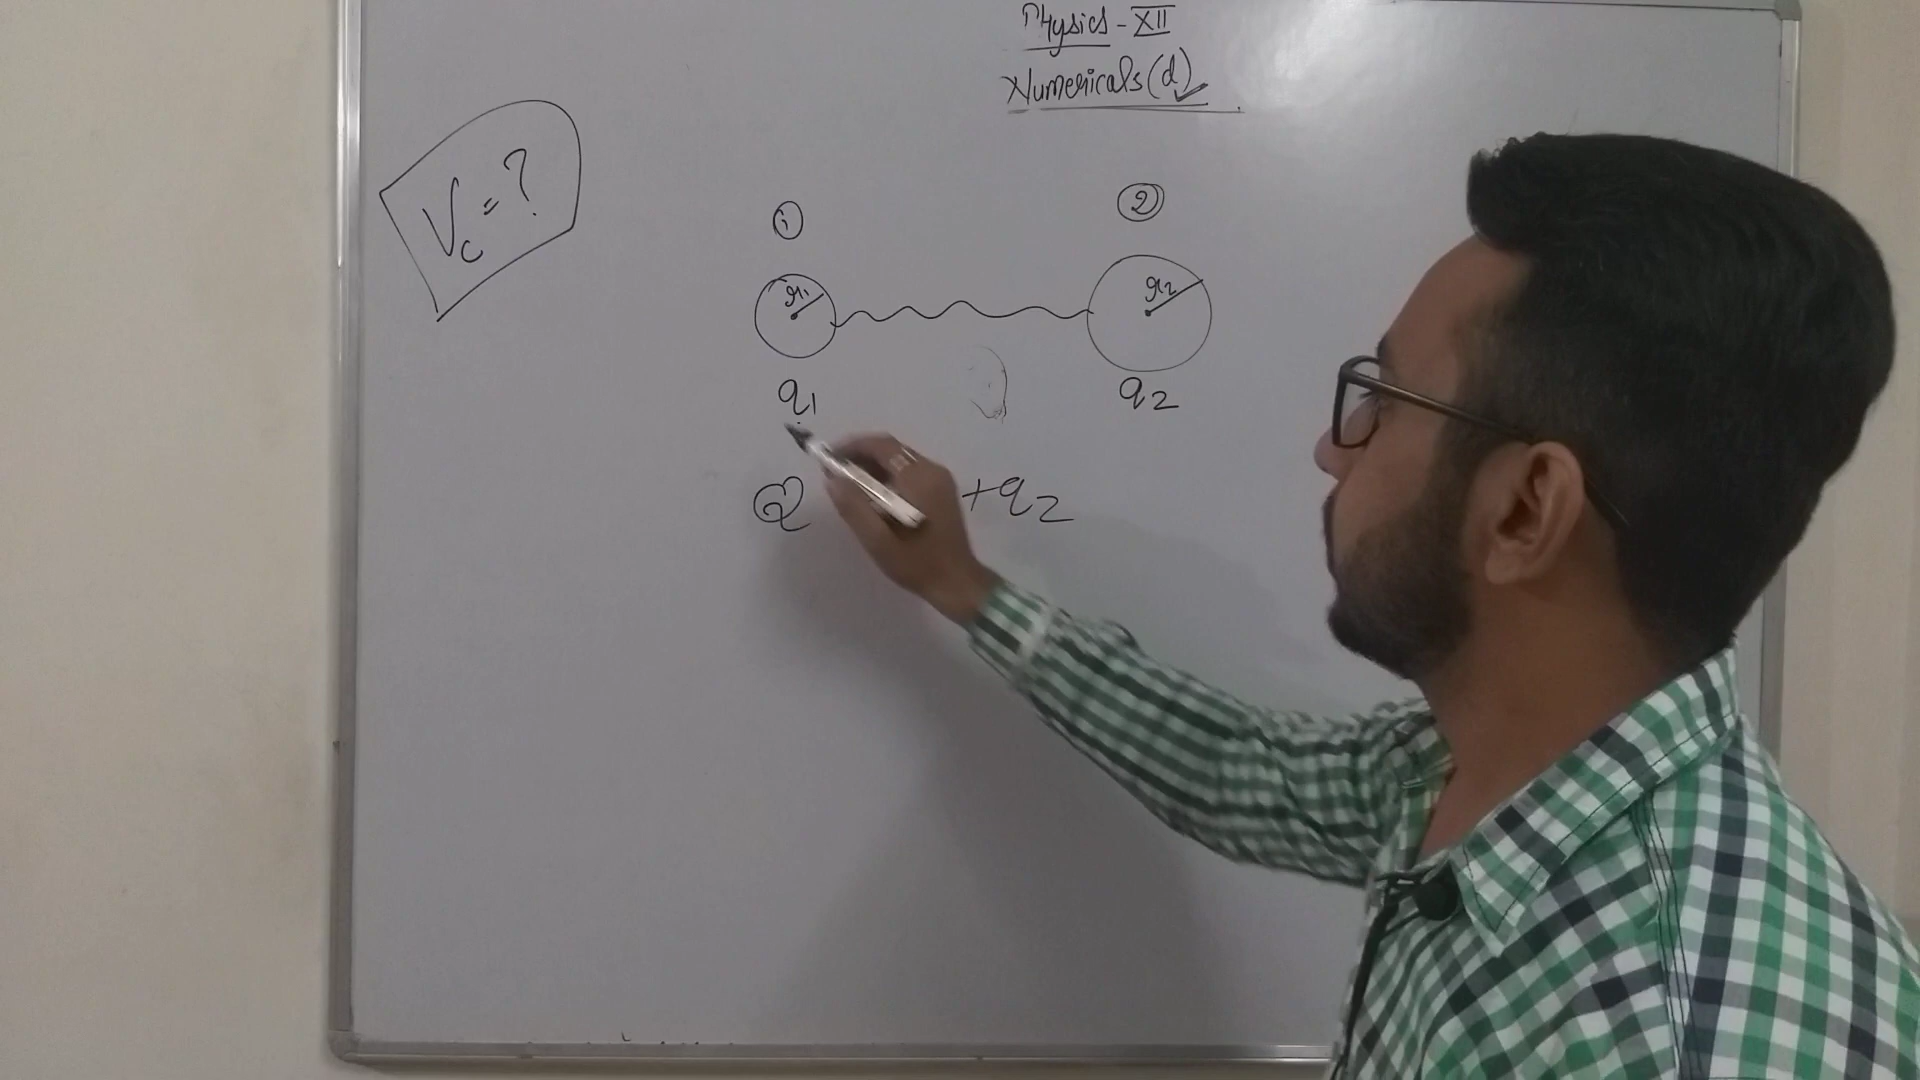 Physics - XII
Numericals (d)
Vc = ?
1
2
r1
r2
q1
q2
Q
+q2